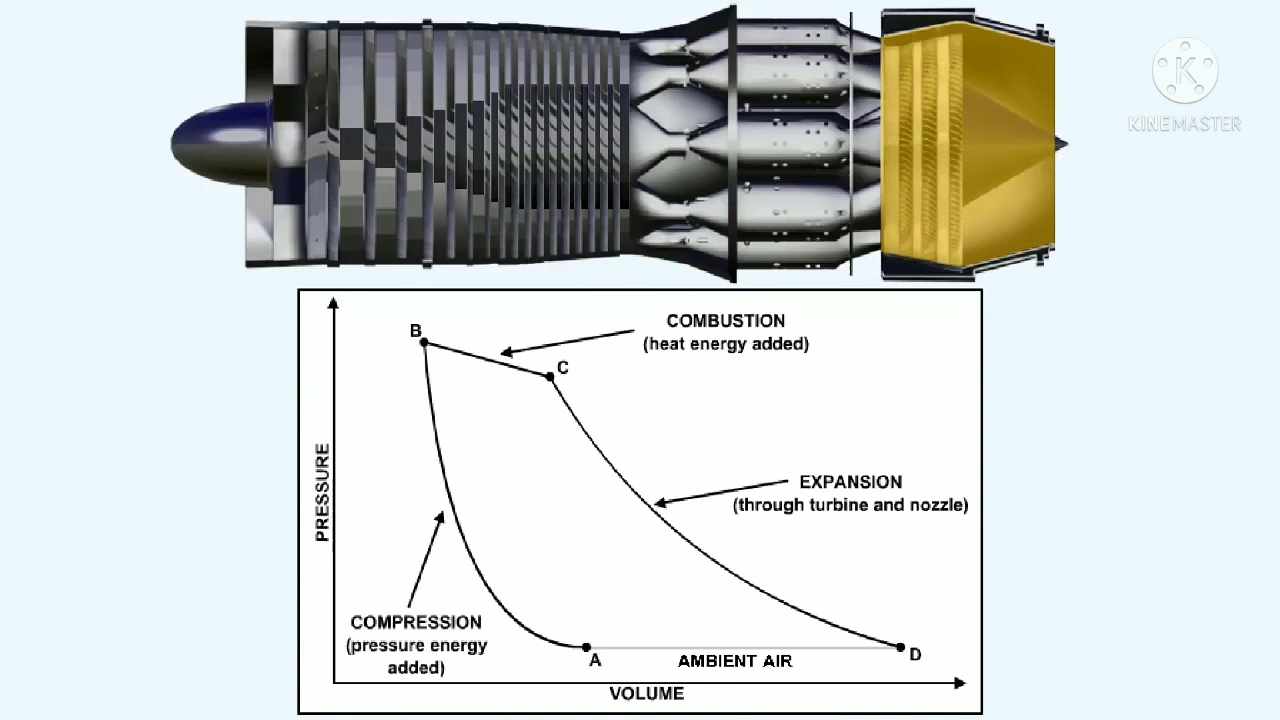 K
KINEMASTER
B
COMBUSTION
(heat energy added)
C
PRESSURE
EXPANSION
(through turbine and nozzle)
COMPRESSION
(pressure energy
added)
A
AMBIENT AIR
D
VOLUME